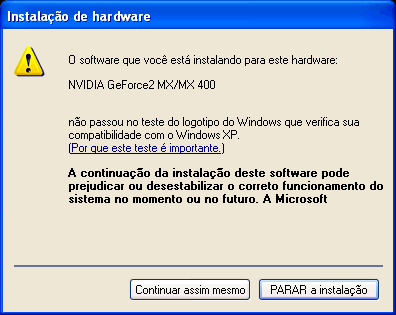 Instalação de hardware
O software que você está instalando para este hardware:
NVIDIA GeForce2 MX/MX 400
não passou no teste do logotipo do Windows que verifica sua
compatibilidade com o Windows XP.
(Por que este teste é importante.)
A continuação da instalação deste software pode
prejudicar ou desestabilizar o correto funcionamento do
sistema no momento ou no futuro. A Microsoft
Continuar assim mesmo
PARAR a instalação